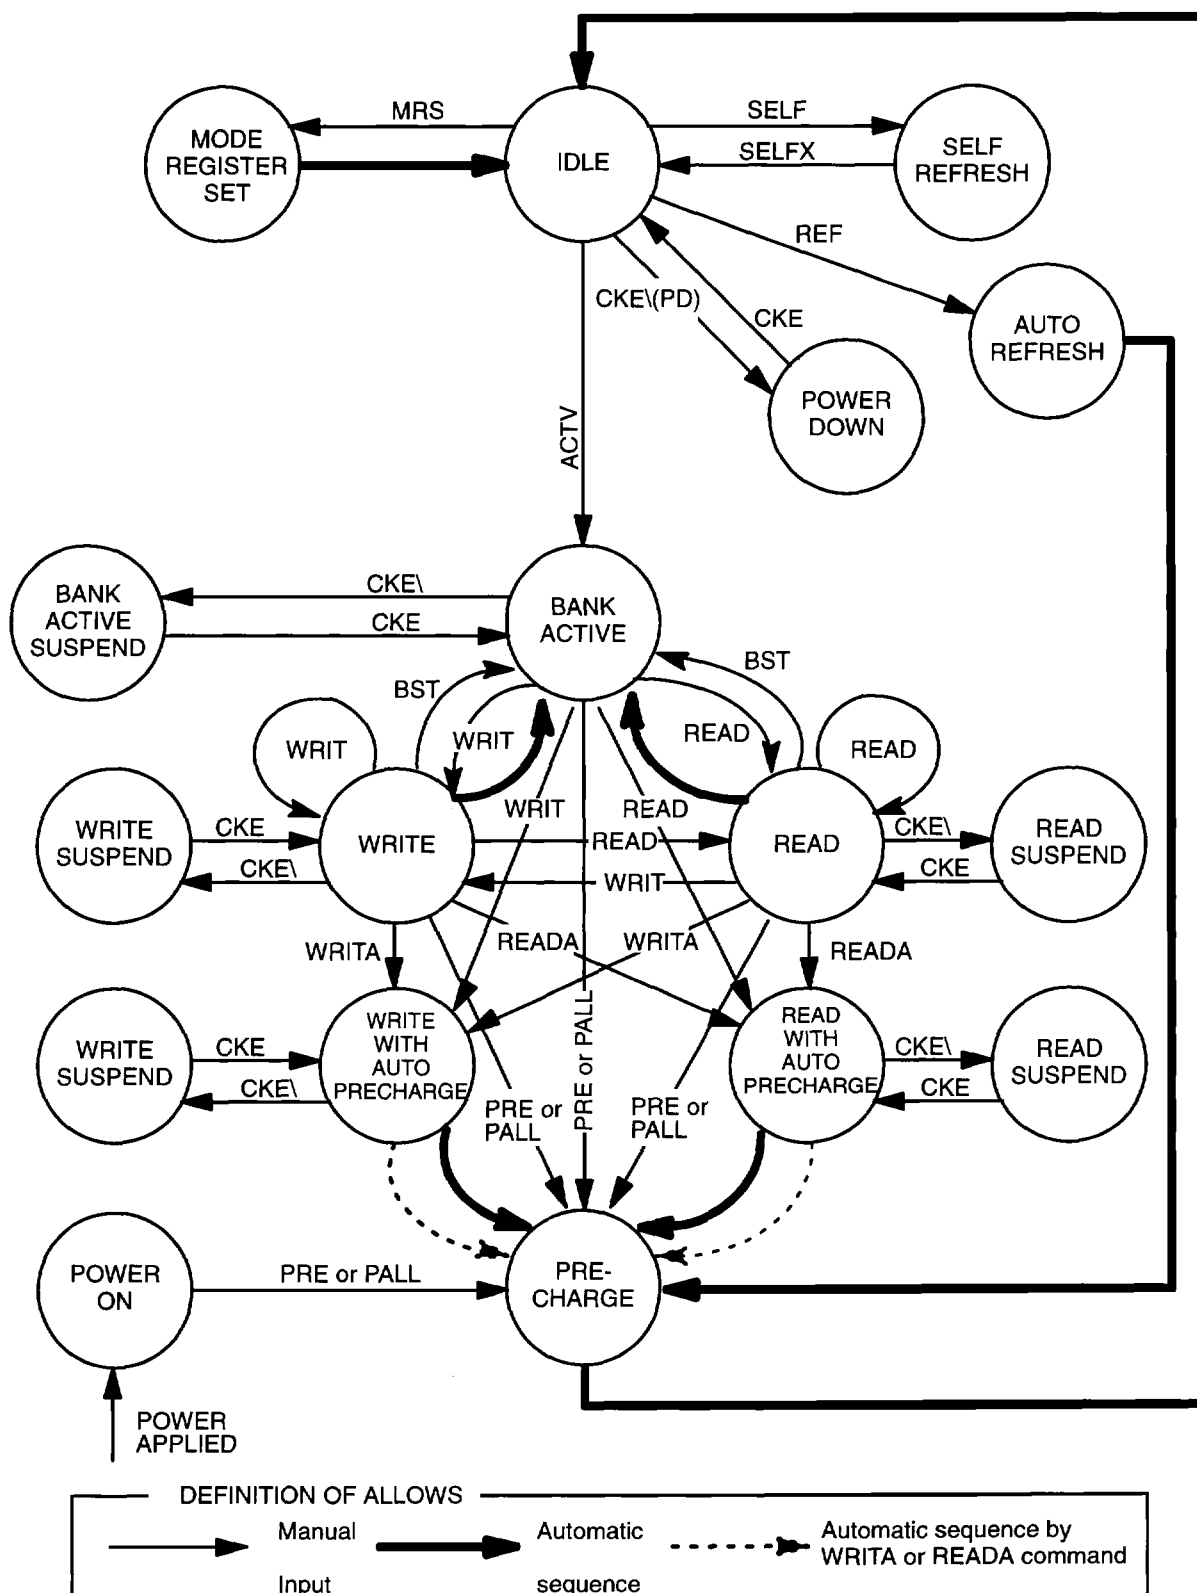 MRS
SELF
MODE
REGISTER
SET
IDLE
SELFX
SELF
REFRESH
REF
CKE\(PD)
CKE
AUTO
REFRESH
POWER
DOWN
ACTV
BANK
ACTIVE
SUSPEND
CKE\
CKE
BANK
ACTIVE
BST
BST
WRIT
WRIT
READ
READ
WRIT
READ
WRITE
SUSPEND
CKE
CKE\
WRITE
READ
WRIT
READ
CKE\
CKE
READ
SUSPEND
WRITA
READA
WRITA
READA
WRITE
SUSPEND
CKE
CKE\
WRITE
WITH
AUTO
PRECHARGE
PRE or PALL
READ
WITH
AUTO
PRECHARGE
CKE\
CKE
READ
SUSPEND
PRE or
PALL
PRE or
PALL
POWER
ON
PRE or PALL
PRE-
CHARGE
POWER
APPLIED
DEFINITION OF ALLOWS
Manual
Input
Automatic
sequence
Automatic sequence by
WRITA or READA command